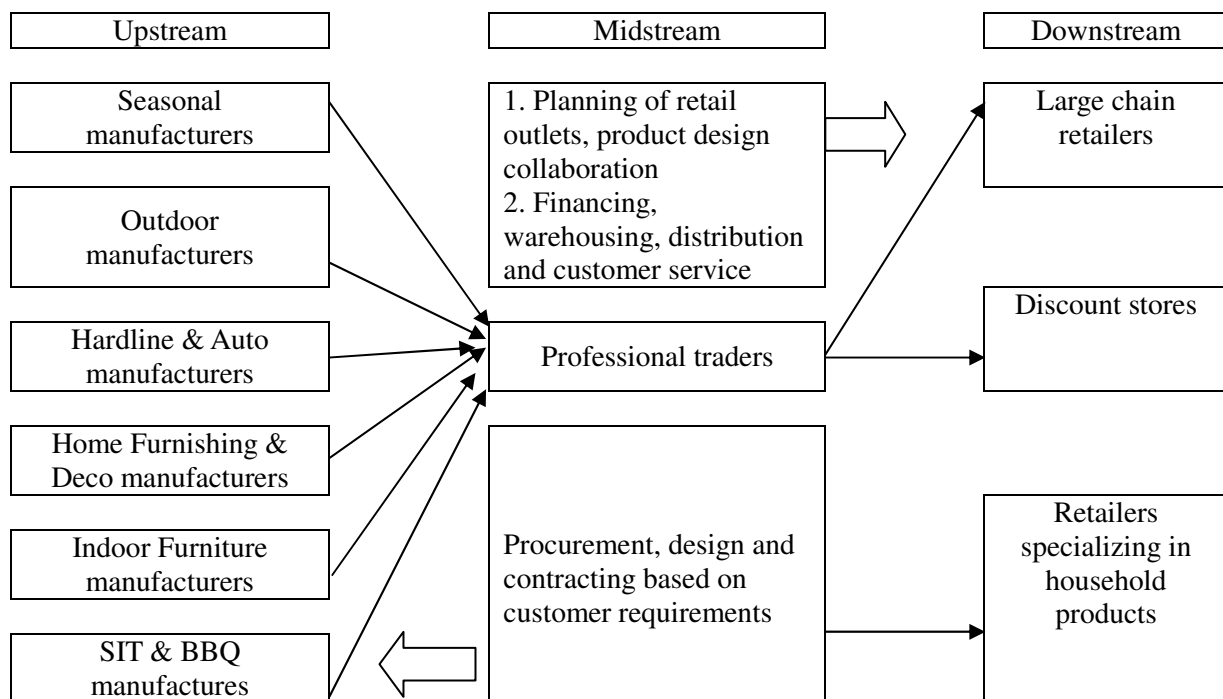 Upstream
Midstream
Downstream
Seasonal
manufacturers
Outdoor
manufacturers
Hardline & Auto
manufacturers
Home Furnishing &
Deco manufacturers
Indoor Furniture
manufacturers
SIT & BBQ
manufactures
1. Planning of retail
outlets, product design
collaboration
2. Financing,
warehousing, distribution
and customer service
Professional traders
Procurement, design and
contracting based on
customer requirements
Large chain
retailers
Discount stores
Retailers
specializing in
household
products